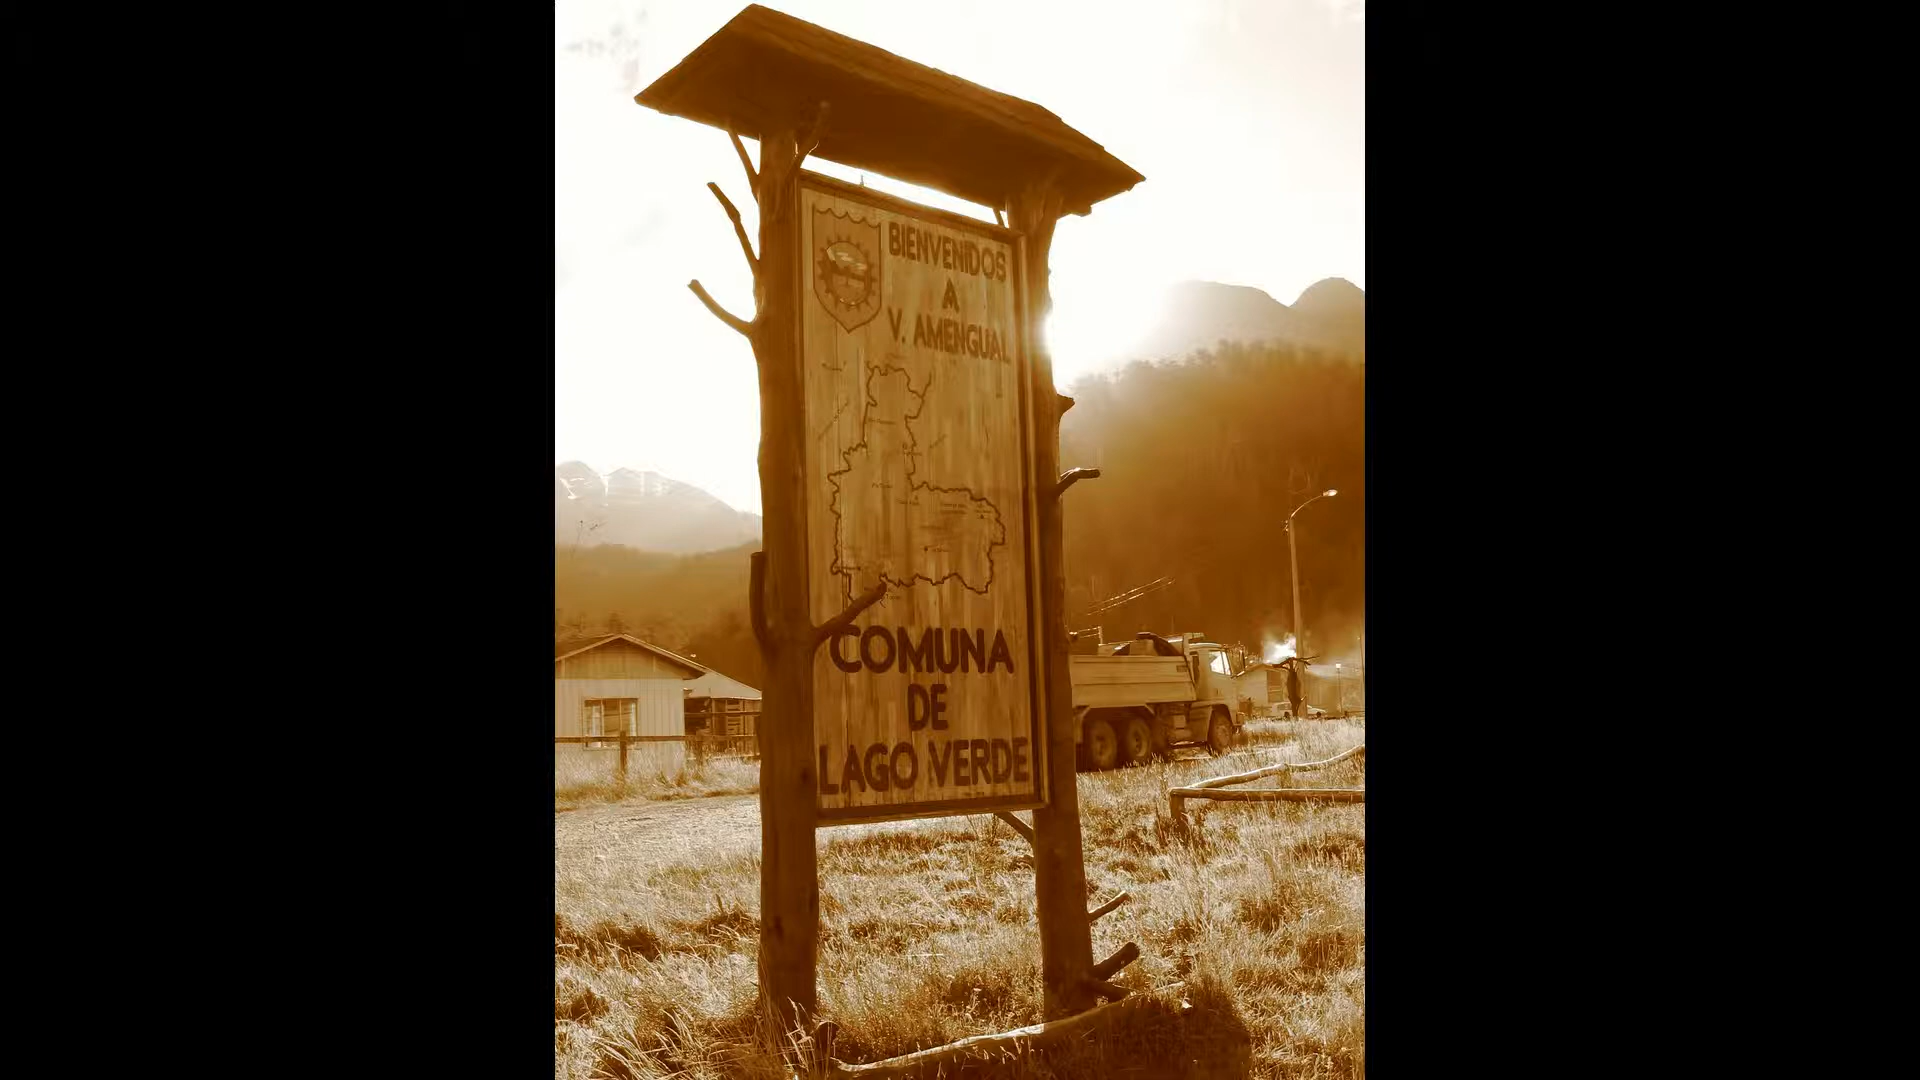 BIENVENIDOS
A
V. AMENGUAL
COMUNA
DE
LAGO VERDE